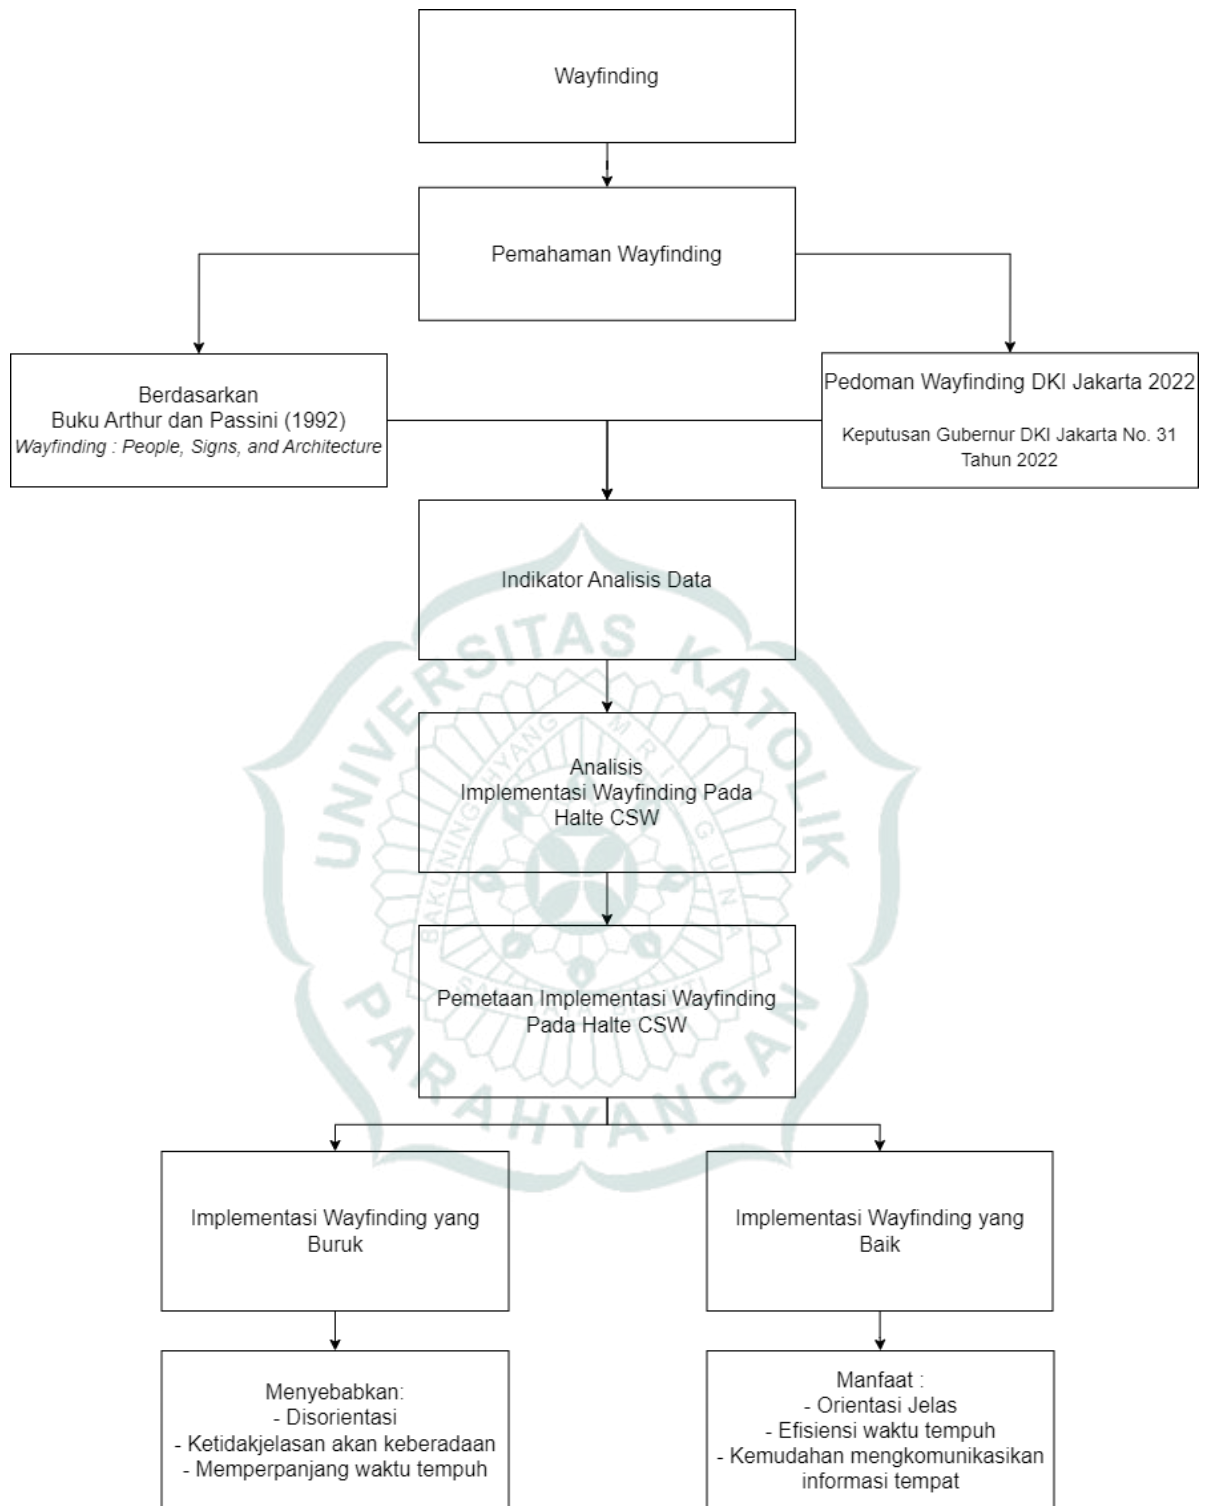 Wayfinding
Pemahaman Wayfinding
Berdasarkan
Buku Arthur dan Passini (1992)
Wayfinding : People, Signs, and Architecture
Pedoman Wayfinding DKI Jakarta 2022
Keputusan Gubernur DKI Jakarta No. 31
Tahun 2022
Indikator Analisis Data
Analisis
Implementasi Wayfinding Pada
Halte CSW
Pemetaan Implementasi Wayfinding
Pada Halte CSW
Implementasi Wayfinding yang
Buruk
Implementasi Wayfinding yang
Baik
Menyebabkan:
- Disorientasi
- Ketidakjelasan akan keberadaan
- Memperpanjang waktu tempuh
Manfaat :
- Orientasi Jelas
- Efisiensi waktu tempuh
- Kemudahan mengkomunikasikan
informasi tempat
UNIVERSITAS KATOLIK
PARAHYANGAN